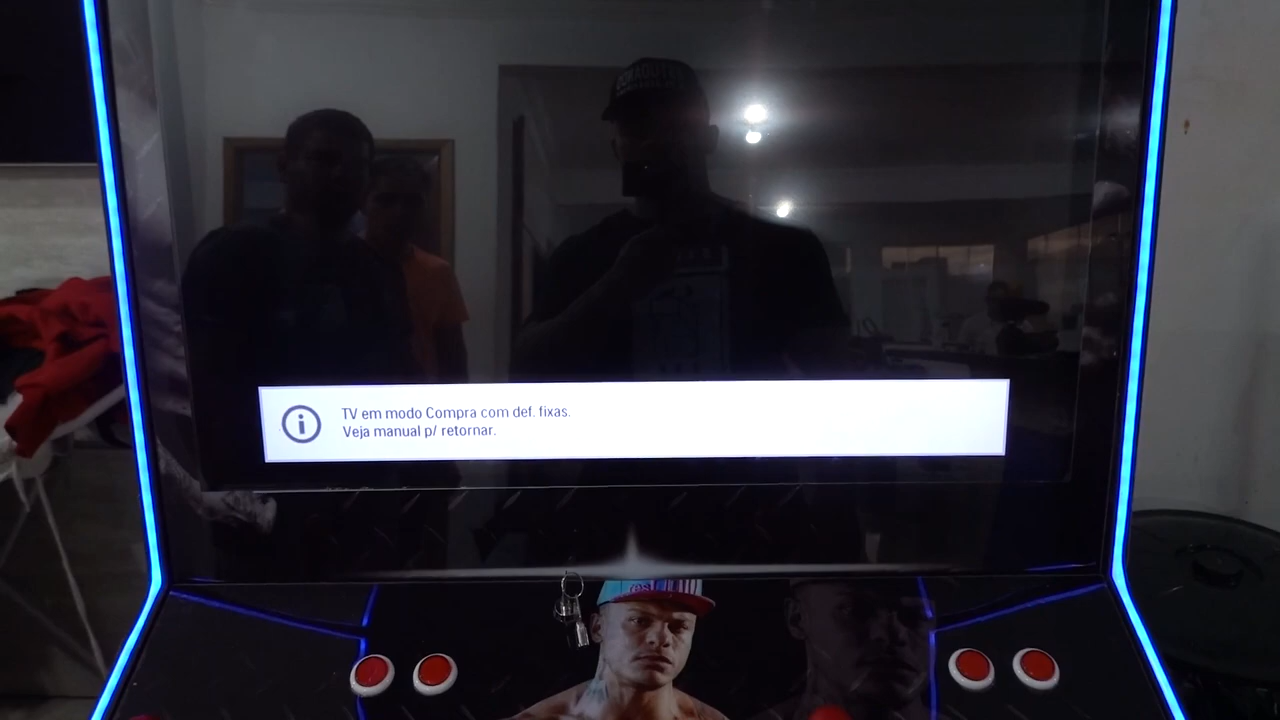 TV em modo Compra com def. fixas.
Veja manual p/ retornar.